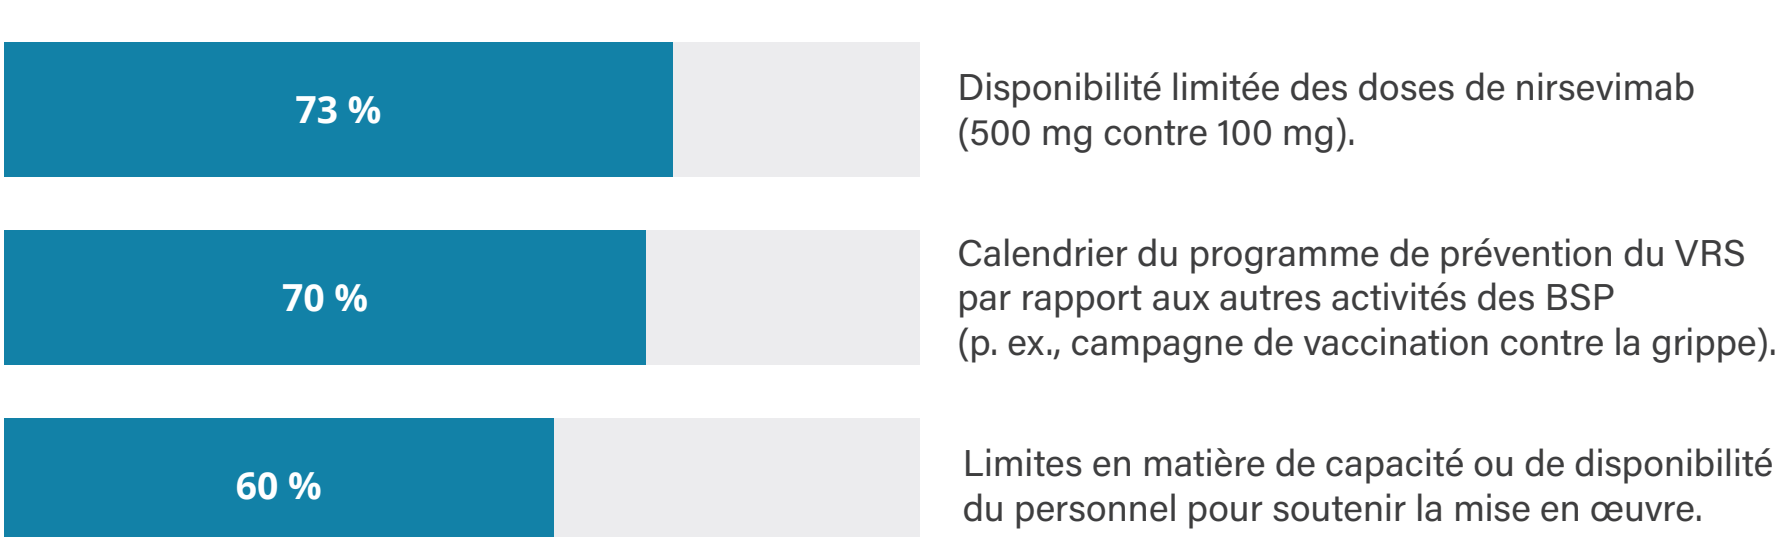 73 %
Disponibilité limitée des doses de nirsevimab
(500 mg contre 100 mg).
70 %
Calendrier du programme de prévention du VRS
par rapport aux autres activités des BSP
(p. ex., campagne de vaccination contre la grippe).
60 %
Limites en matière de capacité ou de disponibilité
du personnel pour soutenir la mise en œuvre.